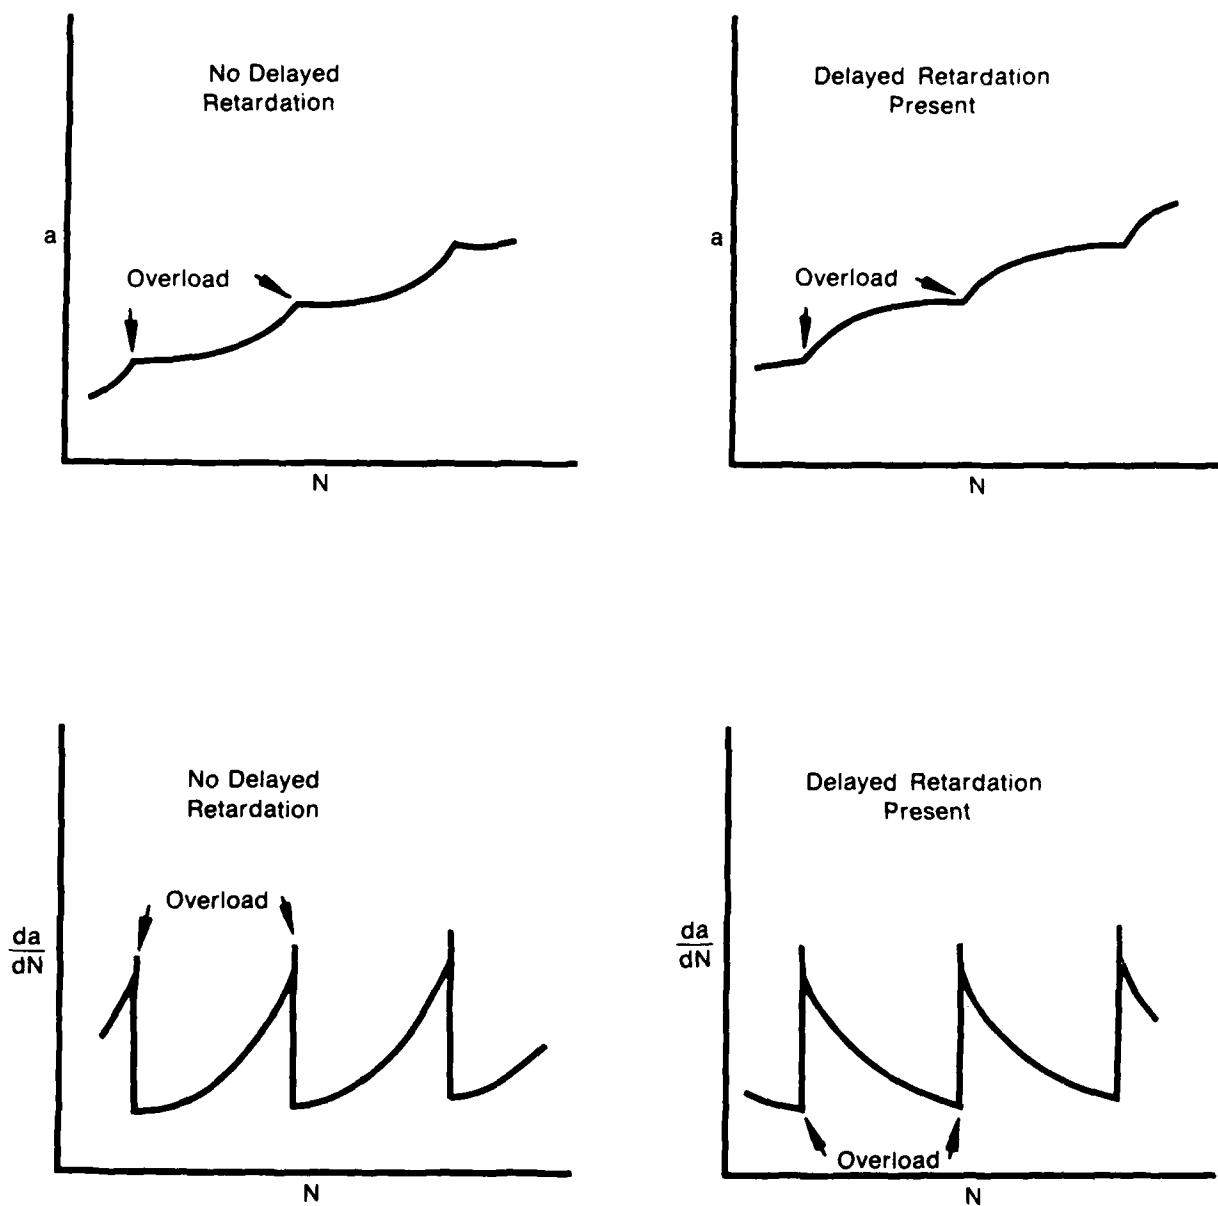 No Delayed
Retardation
a
Overload
N
Delayed Retardation
Present
a
Overload
N
No Delayed
Retardation
Overload
da
dN
N
Delayed Retardation
Present
da
dN
Overload
N